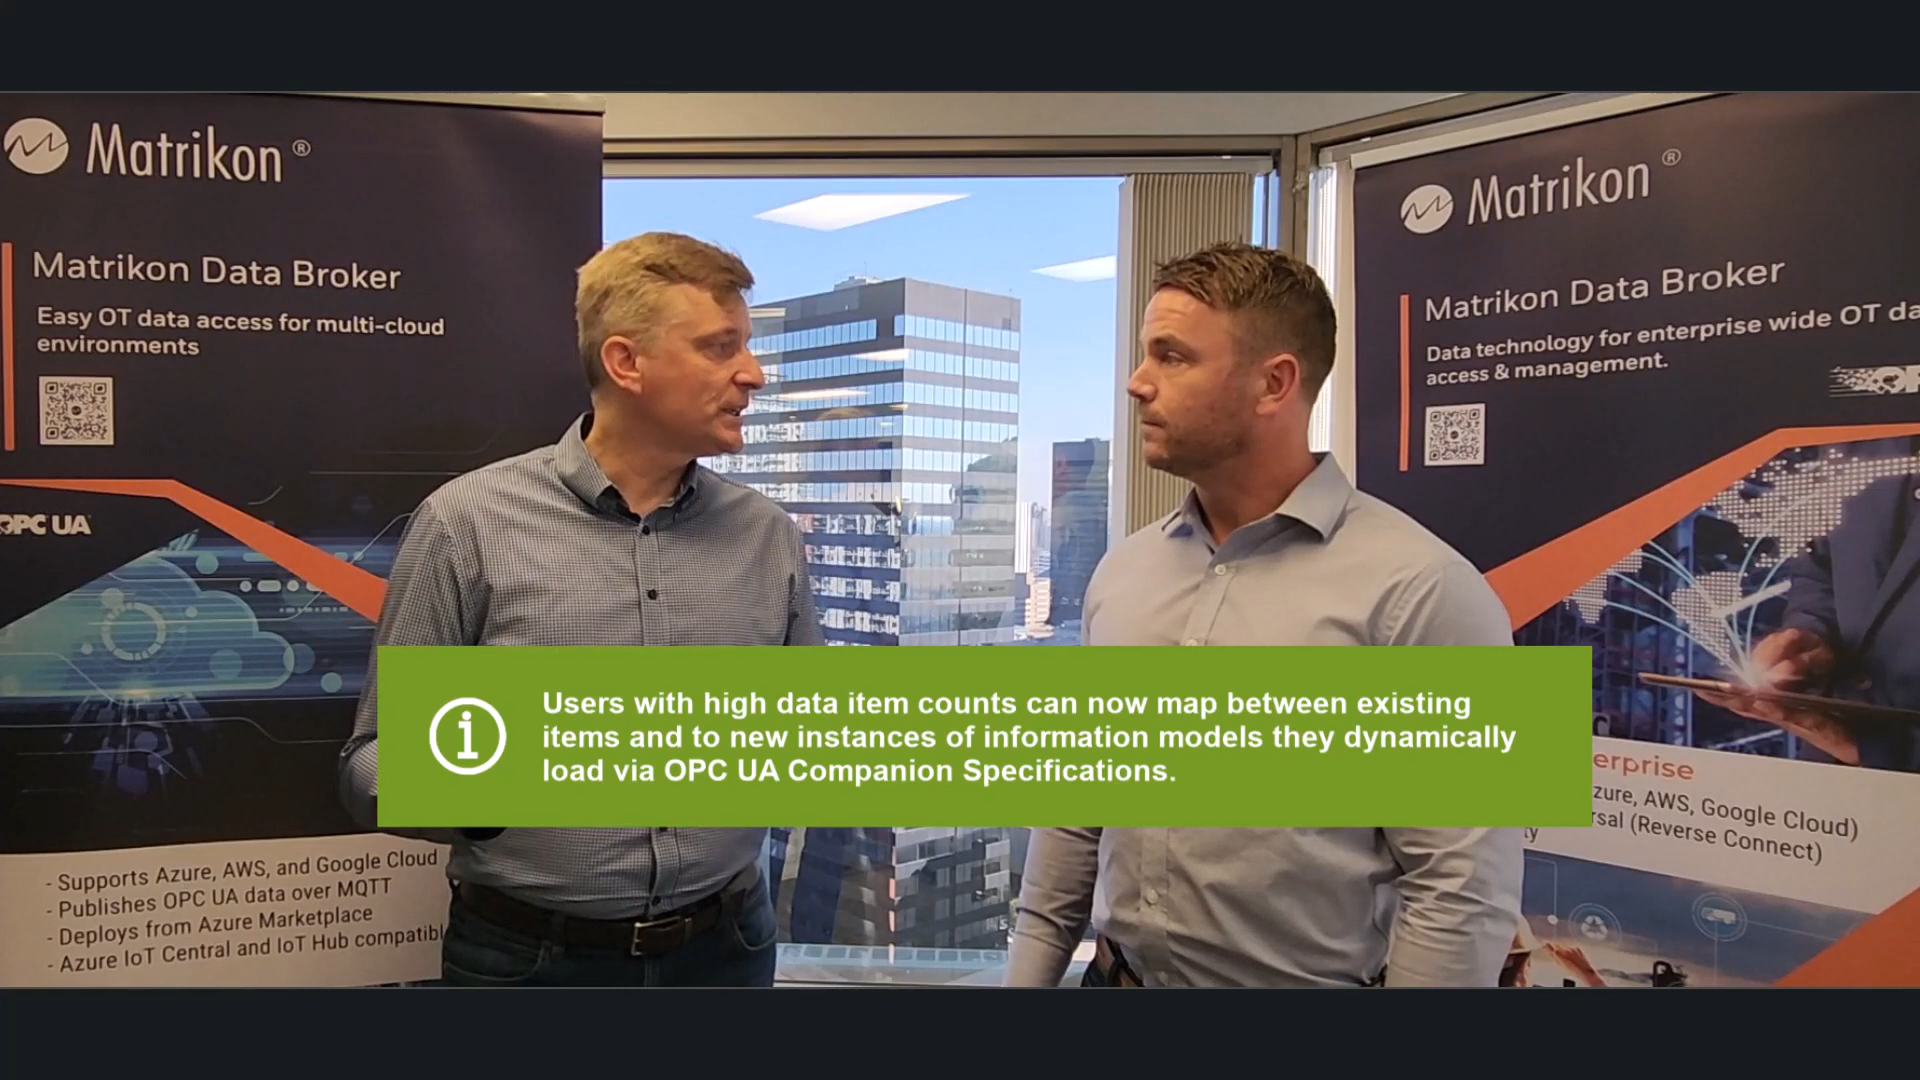 Matrikon®
Matrikon Data Broker
Easy OT data access for multi-cloud
environments
OPC UA
- Supports Azure, AWS, and Google Cloud
- Publishes OPC UA data over MQTT
- Deploys from Azure Marketplace
- Azure IoT Central and IoT Hub compatibl
Matrikon®
Matrikon Data Broker
Data technology for enterprise wide OT da
access & management.
OP
erprise
zure, AWS, Google Cloud)
rsal (Reverse Connect)
ty
Users with high data item counts can now map between existing
items and to new instances of information models they dynamically
load via OPC UA Companion Specifications.